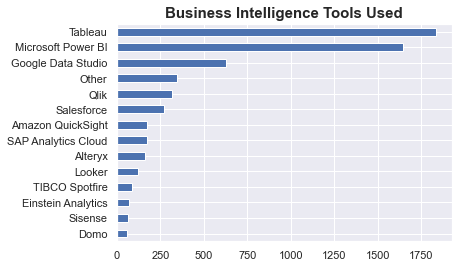 Business Intelligence Tools Used
Tableau
Microsoft Power BI
Google Data Studio
Other
Qlik
Salesforce
Amazon QuickSight
SAP Analytics Cloud
Alteryx
Looker
TIBCO Spotfire
Einstein Analytics
Sisense
Domo
0 250 500 750 1000 1250 1500 1750